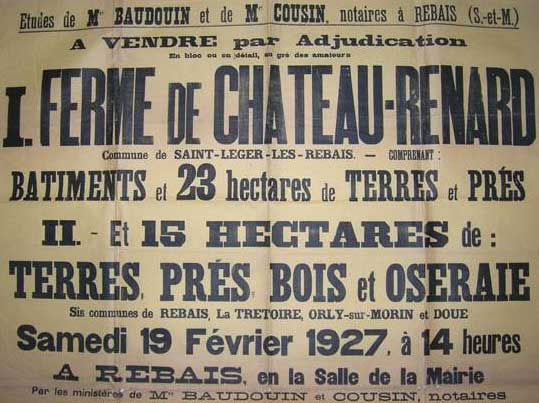 Etudes de Me BAUDOUIN et de Me COUSIN, notaires à REBAIS (S.-et-M.)
A VENDRE par Adjudication
En bloc ou en détail, au gré des amateurs
I. FERME DE CHATEAU-RENARD
Commune de SAINT-LEGER-LES-REBAIS. — COMPRENANT :
BATIMENTS et 23 hectares de TERRES et PRÉS
II. - Et 15 HECTARES de :
TERRES, PRÉS, BOIS et OSERAIE
Sis communes de REBAIS, La TRETOIRE, ORLY-sur-MORIN et DOUE
Samedi 19 Février 1927, à 14 heures
A REBAIS, en la Salle de la Mairie
Par les ministères de Mes BAUDOUIN et COUSIN, notaires